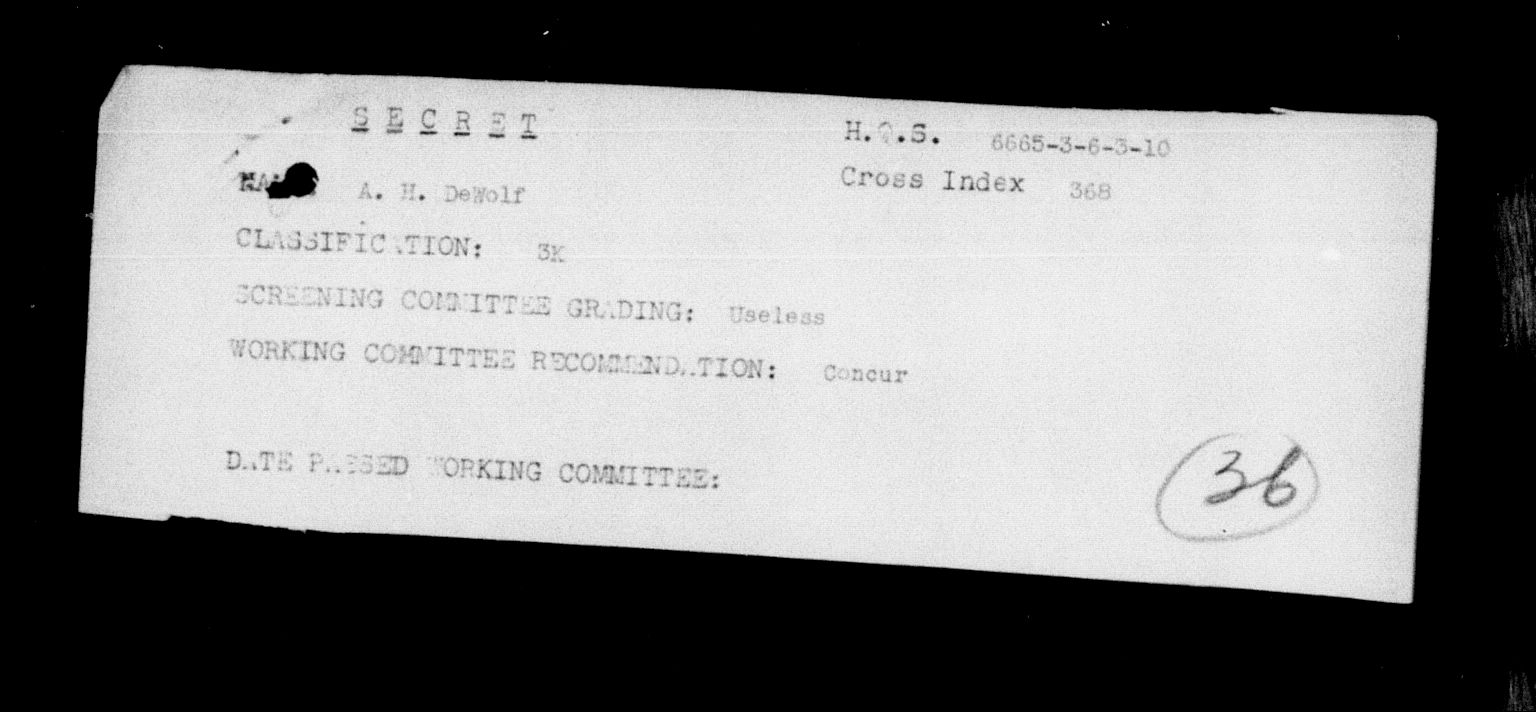 SECRET
H.Q.S. 6665-3-6-3-10
NAME: A. H. DeWolf
Cross Index 368
CLASSIFICATION: 3K
SCREENING COMMITTEE GRADING: Useless
WORKING COMMITTEE RECOMMENDATION: Concur
DATE PASSED WORKING COMMITTEE:
36